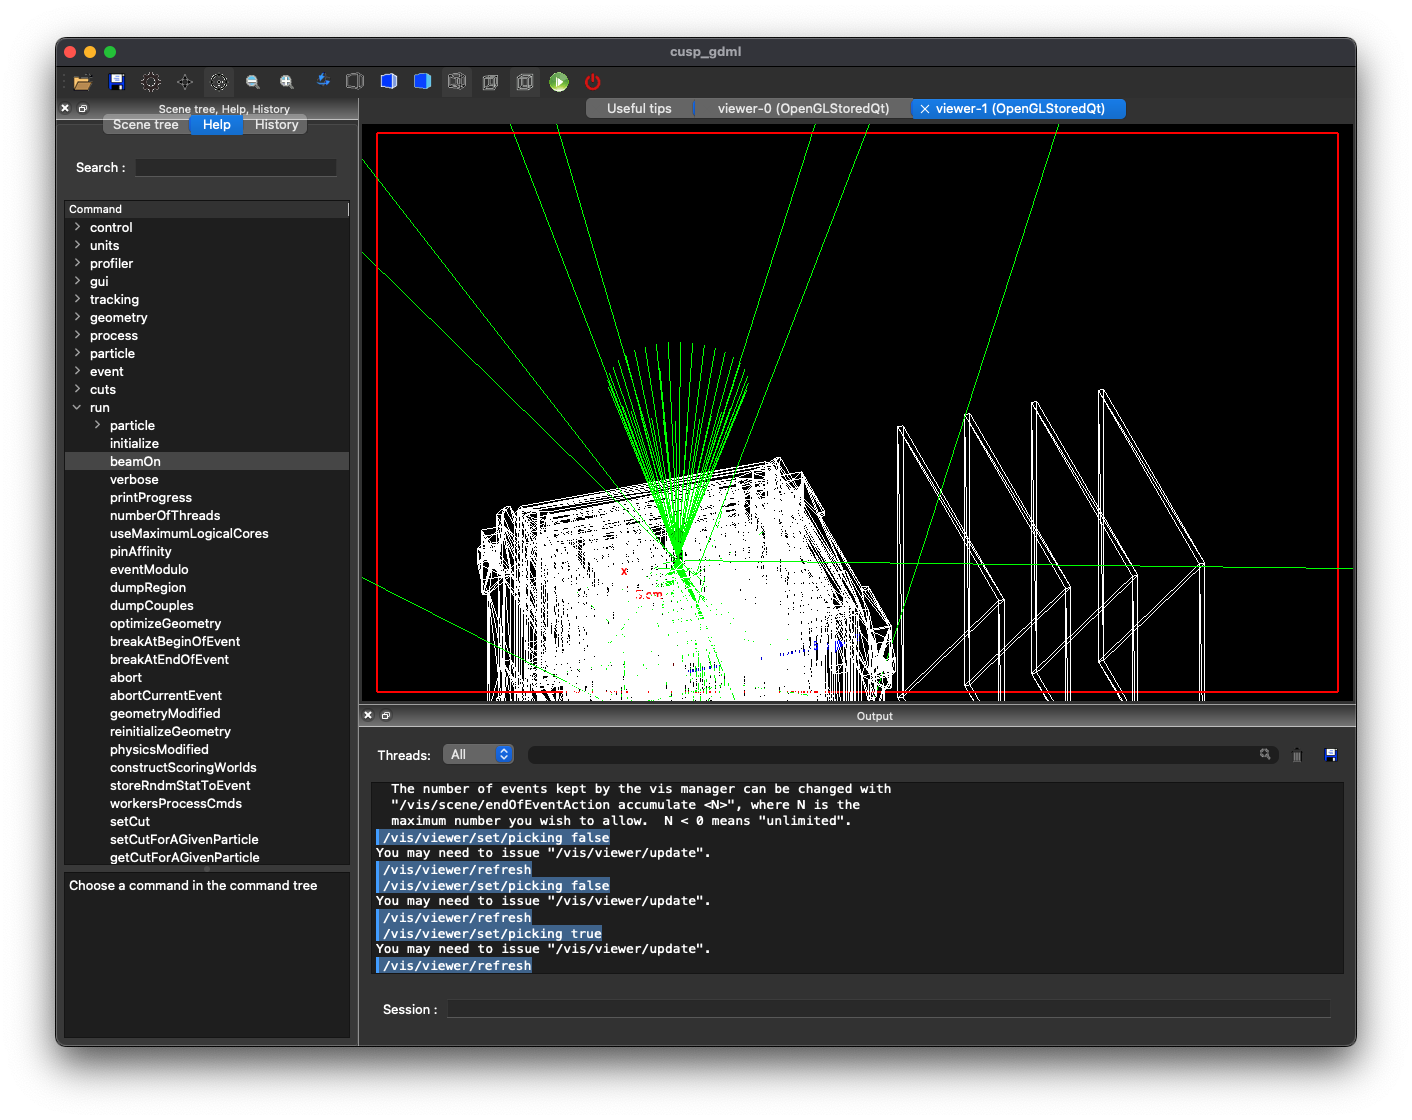 cusp_gdml
Scene tree, Help, History
Scene tree
Help
History
Search :
Command
control
units
profiler
gui
tracking
geometry
process
particle
event
cuts
run
particle
initialize
beamOn
verbose
printProgress
numberOfThreads
useMaximumLogicalCores
pinAffinity
eventModulo
dumpRegion
dumpCouples
optimizeGeometry
breakAtBeginOfEvent
breakAtEndOfEvent
abort
abortCurrentEvent
geometryModified
reinitializeGeometry
physicsModified
constructScoringWorlds
storeRndmStatToEvent
workersProcessCmds
setCut
setCutForAGivenParticle
getCutForAGivenParticle
Choose a command in the command tree
Useful tips
viewer-0 (OpenGLStoredQt)
viewer-1 (OpenGLStoredQt)
x
Output
Threads:
All
The number of events kept by the vis manager can be changed with
"/vis/scene/endOfEventAction accumulate <N>", where N is the
maximum number you wish to allow.  N < 0 means "unlimited".
/vis/viewer/set/picking false
You may need to issue "/vis/viewer/update".
/vis/viewer/refresh
/vis/viewer/set/picking false
You may need to issue "/vis/viewer/update".
/vis/viewer/refresh
/vis/viewer/set/picking true
You may need to issue "/vis/viewer/update".
/vis/viewer/refresh
Session :